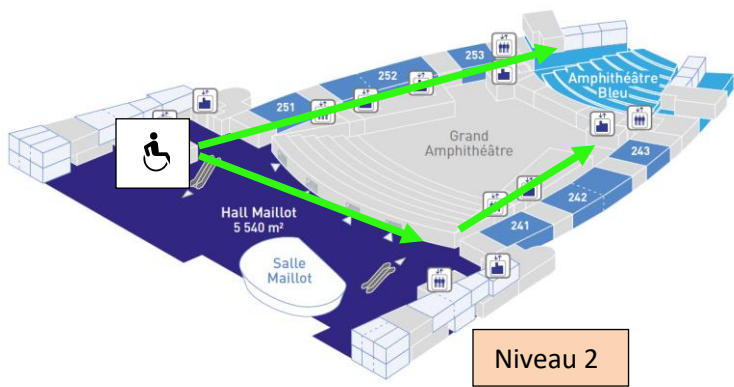 253
252
251
Amphithéâtre
Bleu
Grand
Amphithéâtre
243
242
241
Hall Maillot
5 540 m²
Salle
Maillot
Niveau 2